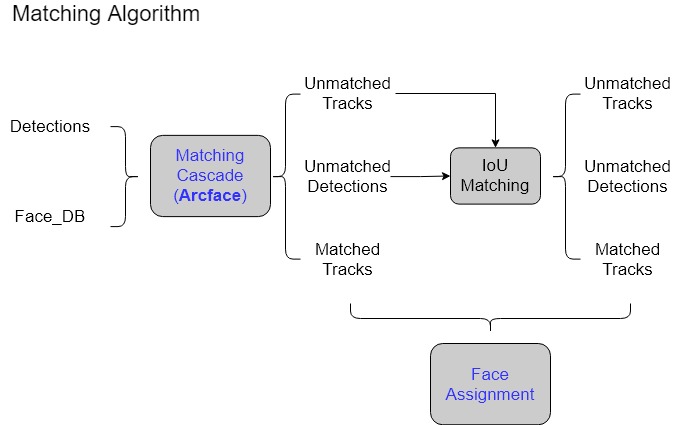 Matching Algorithm
Detections
Face_DB
Matching
Cascade
(Arcface)
Unmatched
Tracks
Unmatched
Detections
Matched
Tracks
IoU
Matching
Unmatched
Tracks
Unmatched
Detections
Matched
Tracks
Face
Assignment